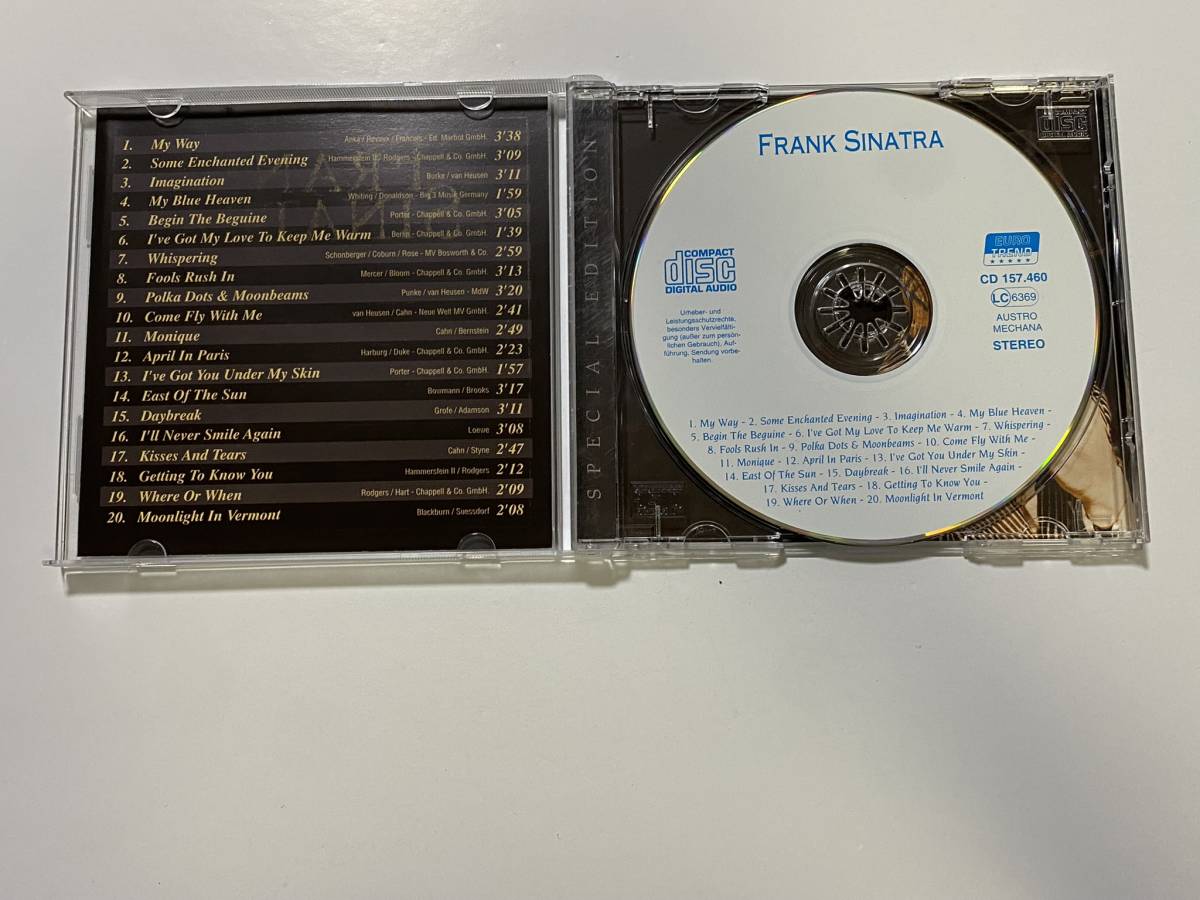 1. My Way Anka / Revaux / Francois - Ed. Marbot GmbH. 3'38
2. Some Enchanted Evening Hammerstein II / Rodgers - Chappell & Co. GmbH. 3'09
3. Imagination Burke / van Heusen 3'11
4. My Blue Heaven Whiting / Donaldson - Big 3 Musik Germany 1'59
5. Begin The Beguine Porter - Chappell & Co. GmbH. 3'05
6. I've Got My Love To Keep Me Warm Berlin - Chappell & Co. GmbH. 1'39
7. Whispering Schonberger / Coburn / Rose - MV Bosworth & Co. 2'59
8. Fools Rush In Mercer / Bloom - Chappell & Co. GmbH. 3'13
9. Polka Dots & Moonbeams Punke / van Heusen - MdW 3'20
10. Come Fly With Me van Heusen / Cahn - Neue Welt MV GmbH. 2'41
11. Monique Cahn / Bernstein 2'49
12. April In Paris Harburg / Duke - Chappell & Co. GmbH. 2'23
13. I've Got You Under My Skin Porter - Chappell & Co. GmbH. 1'57
14. East Of The Sun Bowmann / Brooks 3'17
15. Daybreak Grofe / Adamson 3'11
16. I'll Never Smile Again Loewe 3'08
17. Kisses And Tears Cahn / Styne 2'47
18. Getting To Know You Hammerstein II / Rodgers 2'12
19. Where Or When Rodgers / Hart - Chappell & Co. GmbH. 2'09
20. Moonlight In Vermont Blackburn / Suessdorf 2'08
SPECIAL EDITION
COMPACT
disc
DIGITAL AUDIO
FRANK SINATRA
COMPACT
disc
DIGITAL AUDIO
Urheber- und
Leistungsschutzrechte,
besonders Vervielfälti-
gung (außer zum persön-
lichen Gebrauch), Auf-
führung, Sendung vorbe-
halten.
EURO
TREND
CD 157.460
LC 6369
AUSTRO
MECHANA
STEREO
1. My Way - 2. Some Enchanted Evening - 3. Imagination - 4. My Blue Heaven -
5. Begin The Beguine - 6. I've Got My Love To Keep Me Warm - 7. Whispering -
8. Fools Rush In - 9. Polka Dots & Moonbeams - 10. Come Fly With Me -
11. Monique - 12. April In Paris - 13. I've Got You Under My Skin -
14. East Of The Sun - 15. Daybreak - 16. I'll Never Smile Again -
17. Kisses And Tears - 18. Getting To Know You -
19. Where Or When - 20. Moonlight In Vermont